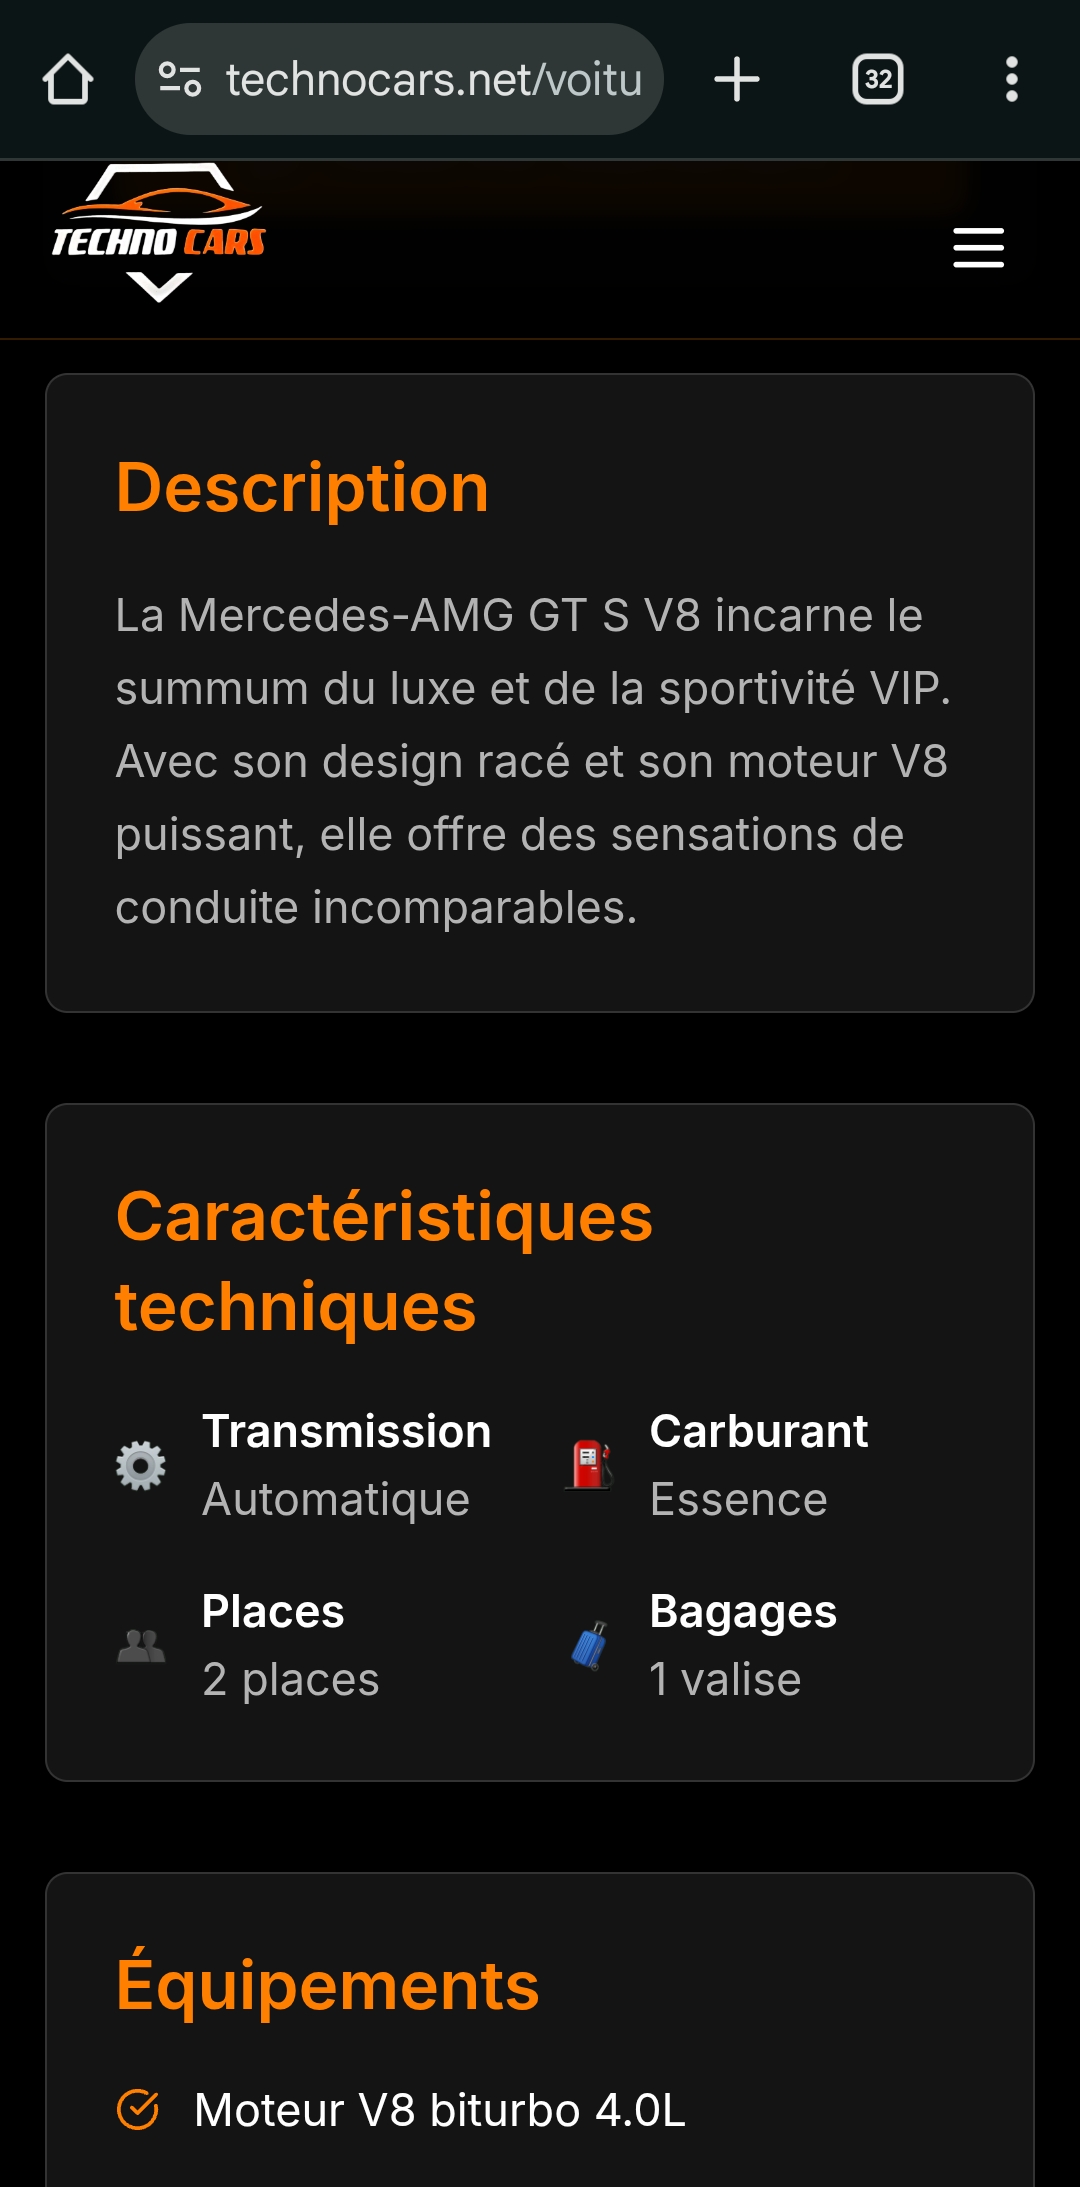 technocars.net/voitu
32
TECHNO CARS
Description
La Mercedes-AMG GT S V8 incarne le
summum du luxe et de la sportivité VIP.
Avec son design racé et son moteur V8
puissant, elle offre des sensations de
conduite incomparables.
Caractéristiques
techniques
Transmission
Automatique
Carburant
Essence
Places
2 places
Bagages
1 valise
Équipements
Moteur V8 biturbo 4.0L